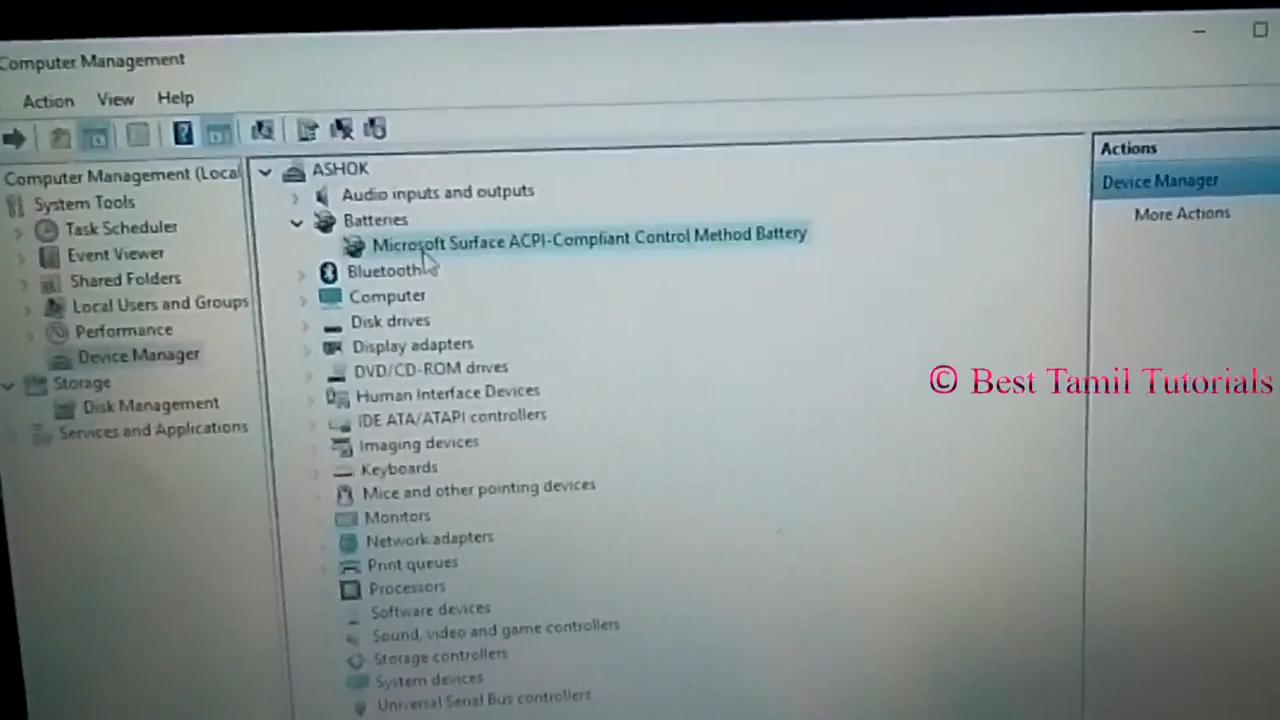 Computer Management
Action View Help
Computer Management (Local
System Tools
Task Scheduler
Event Viewer
Shared Folders
Local Users and Groups
Performance
Device Manager
Storage
Disk Management
Services and Applications
ASHOK
Audio inputs and outputs
Batteries
Microsoft Surface ACPI-Compliant Control Method Battery
Bluetooth
Computer
Disk drives
Display adapters
DVD/CD-ROM drives
Human Interface Devices
IDE ATA/ATAPI controllers
Imaging devices
Keyboards
Mice and other pointing devices
Monitors
Network adapters
Print queues
Processors
Software devices
Sound, video and game controllers
Storage controllers
System devices
Universal Serial Bus controllers
Actions
Device Manager
More Actions
© Best Tamil Tutorials